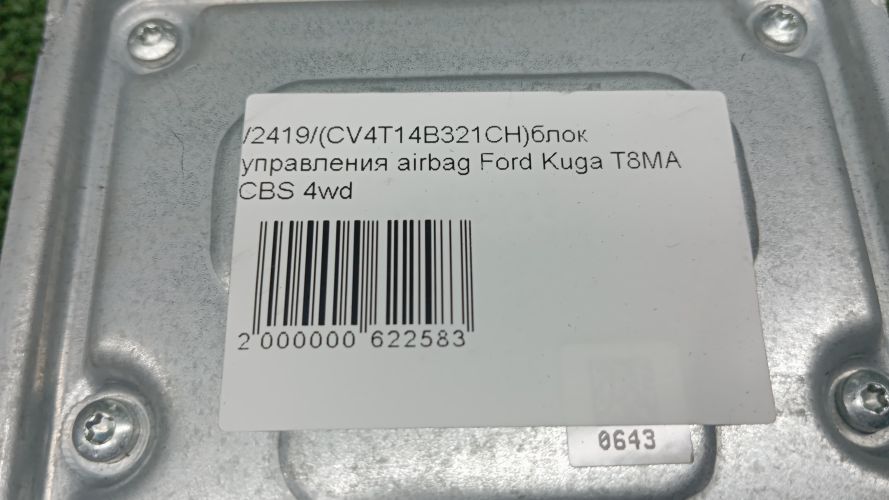 /2419/(CV4T14B321CH)блок
управления airbag Ford Kuga T8MA
CBS 4wd
2 000000 622583
0643